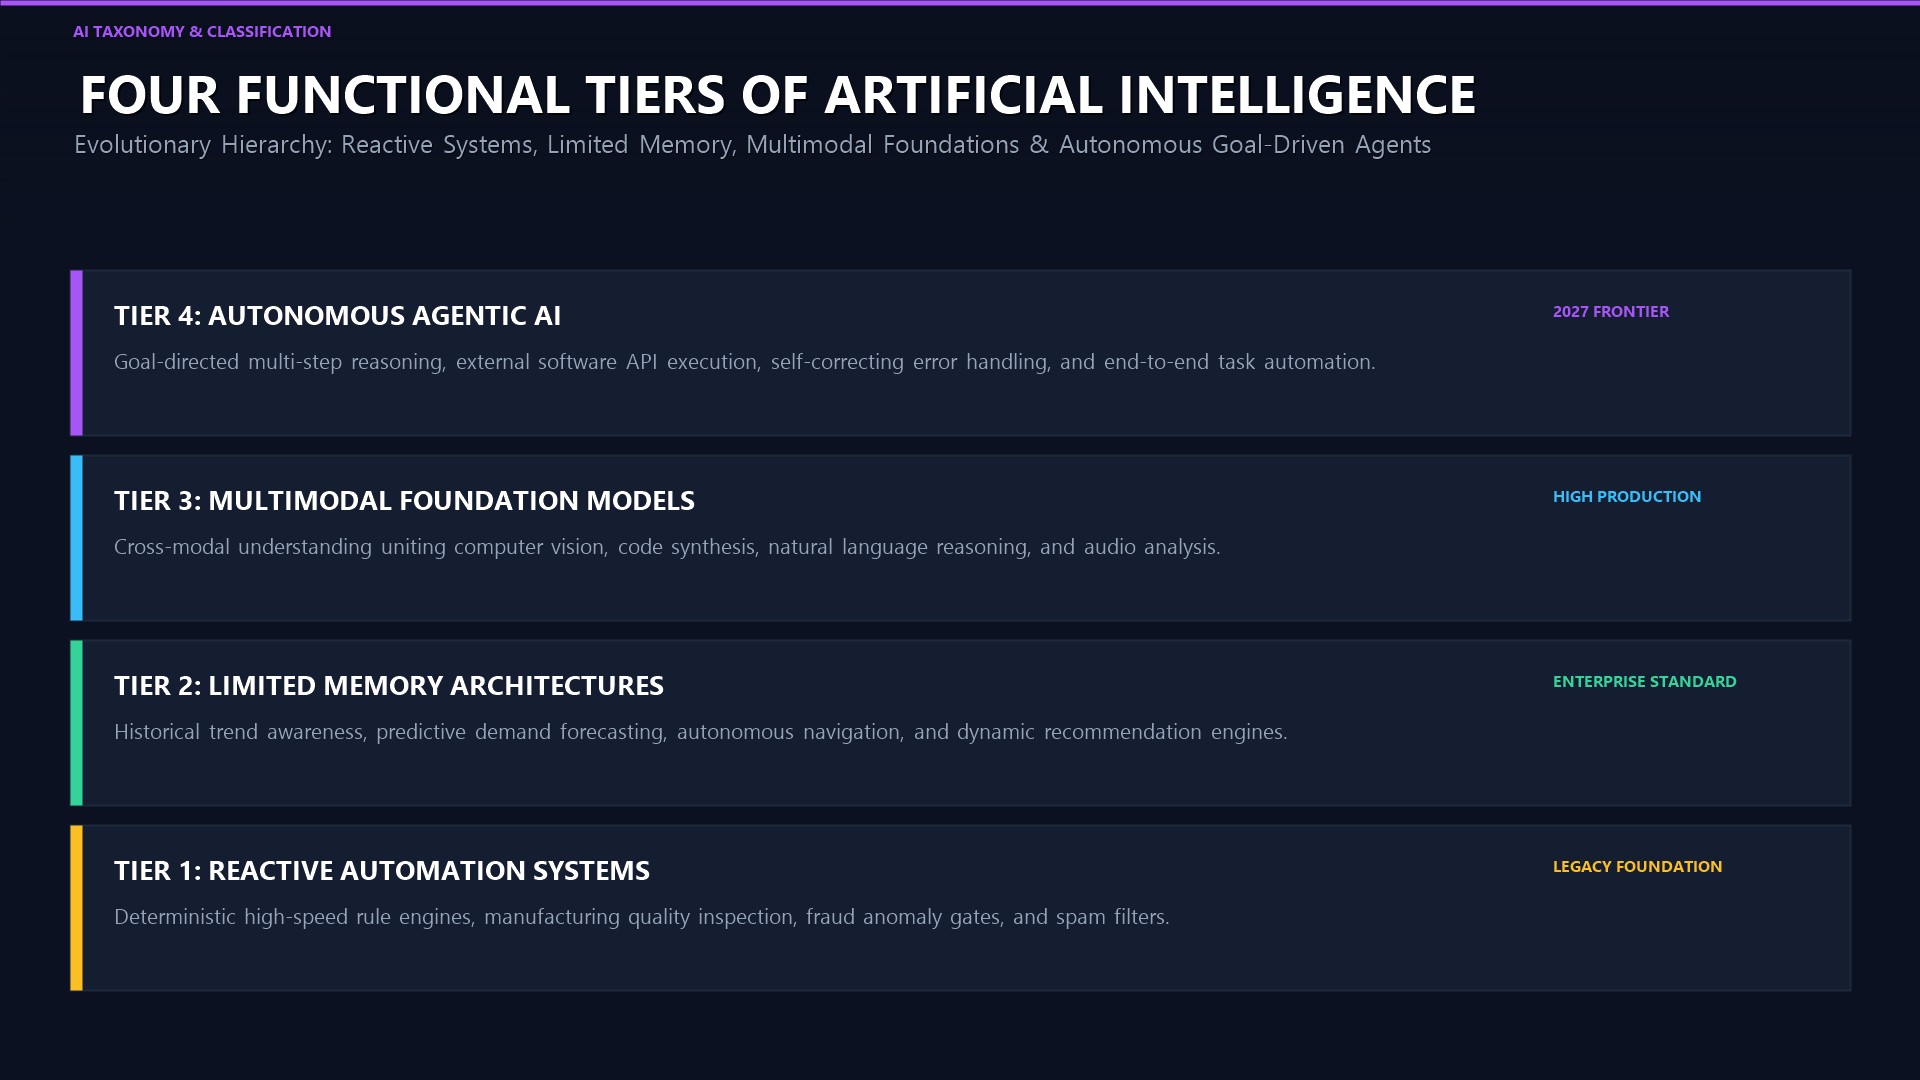 AI TAXONOMY & CLASSIFICATION
FOUR FUNCTIONAL TIERS OF ARTIFICIAL INTELLIGENCE
Evolutionary Hierarchy: Reactive Systems, Limited Memory, Multimodal Foundations & Autonomous Goal-Driven Agents
TIER 4: AUTONOMOUS AGENTIC AI
2027 FRONTIER
Goal-directed multi-step reasoning, external software API execution, self-correcting error handling, and end-to-end task automation.
TIER 3: MULTIMODAL FOUNDATION MODELS
HIGH PRODUCTION
Cross-modal understanding uniting computer vision, code synthesis, natural language reasoning, and audio analysis.
TIER 2: LIMITED MEMORY ARCHITECTURES
ENTERPRISE STANDARD
Historical trend awareness, predictive demand forecasting, autonomous navigation, and dynamic recommendation engines.
TIER 1: REACTIVE AUTOMATION SYSTEMS
LEGACY FOUNDATION
Deterministic high-speed rule engines, manufacturing quality inspection, fraud anomaly gates, and spam filters.